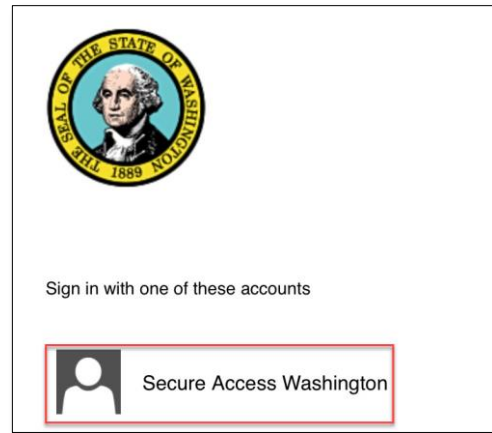 THE SEAL OF THE STATE OF WASHINGTON
1889
Sign in with one of these accounts
Secure Access Washington